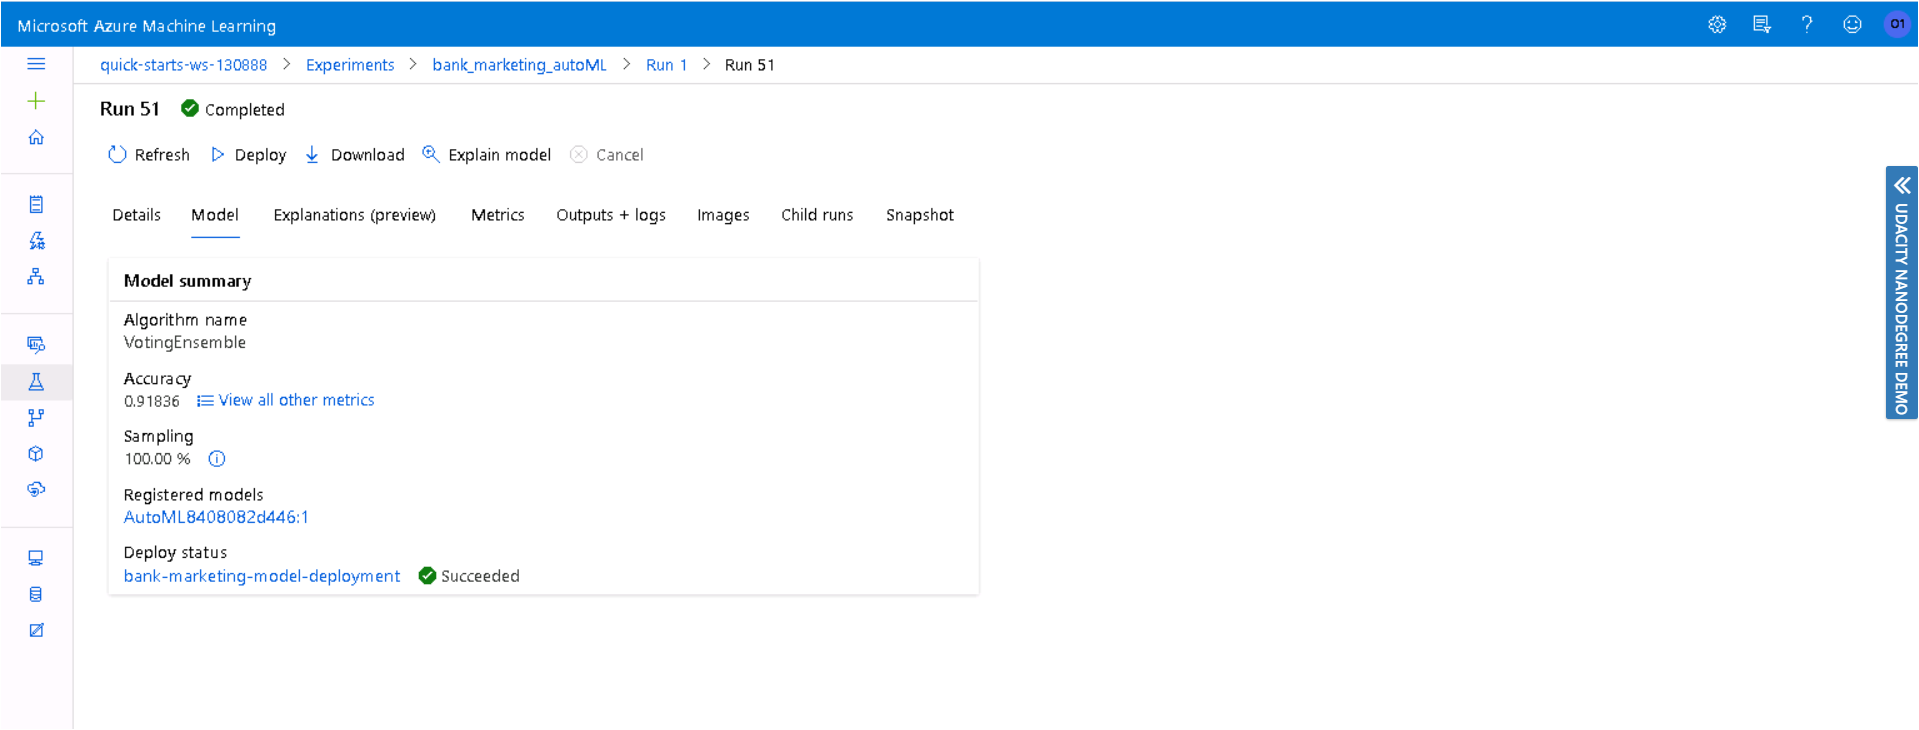 Microsoft Azure Machine Learning
01
quick-starts-ws-130888 > Experiments > bank_marketing_autoML > Run 1 > Run 51
Run 51 Completed
Refresh Deploy Download Explain model Cancel
Details Model Explanations (preview) Metrics Outputs + logs Images Child runs Snapshot
Model summary
Algorithm name
VotingEnsemble
Accuracy
0.91836 View all other metrics
Sampling
100.00 %
Registered models
AutoML8408082d446:1
Deploy status
bank-marketing-model-deployment Succeeded
UDACITY NANODEGREE DEMO